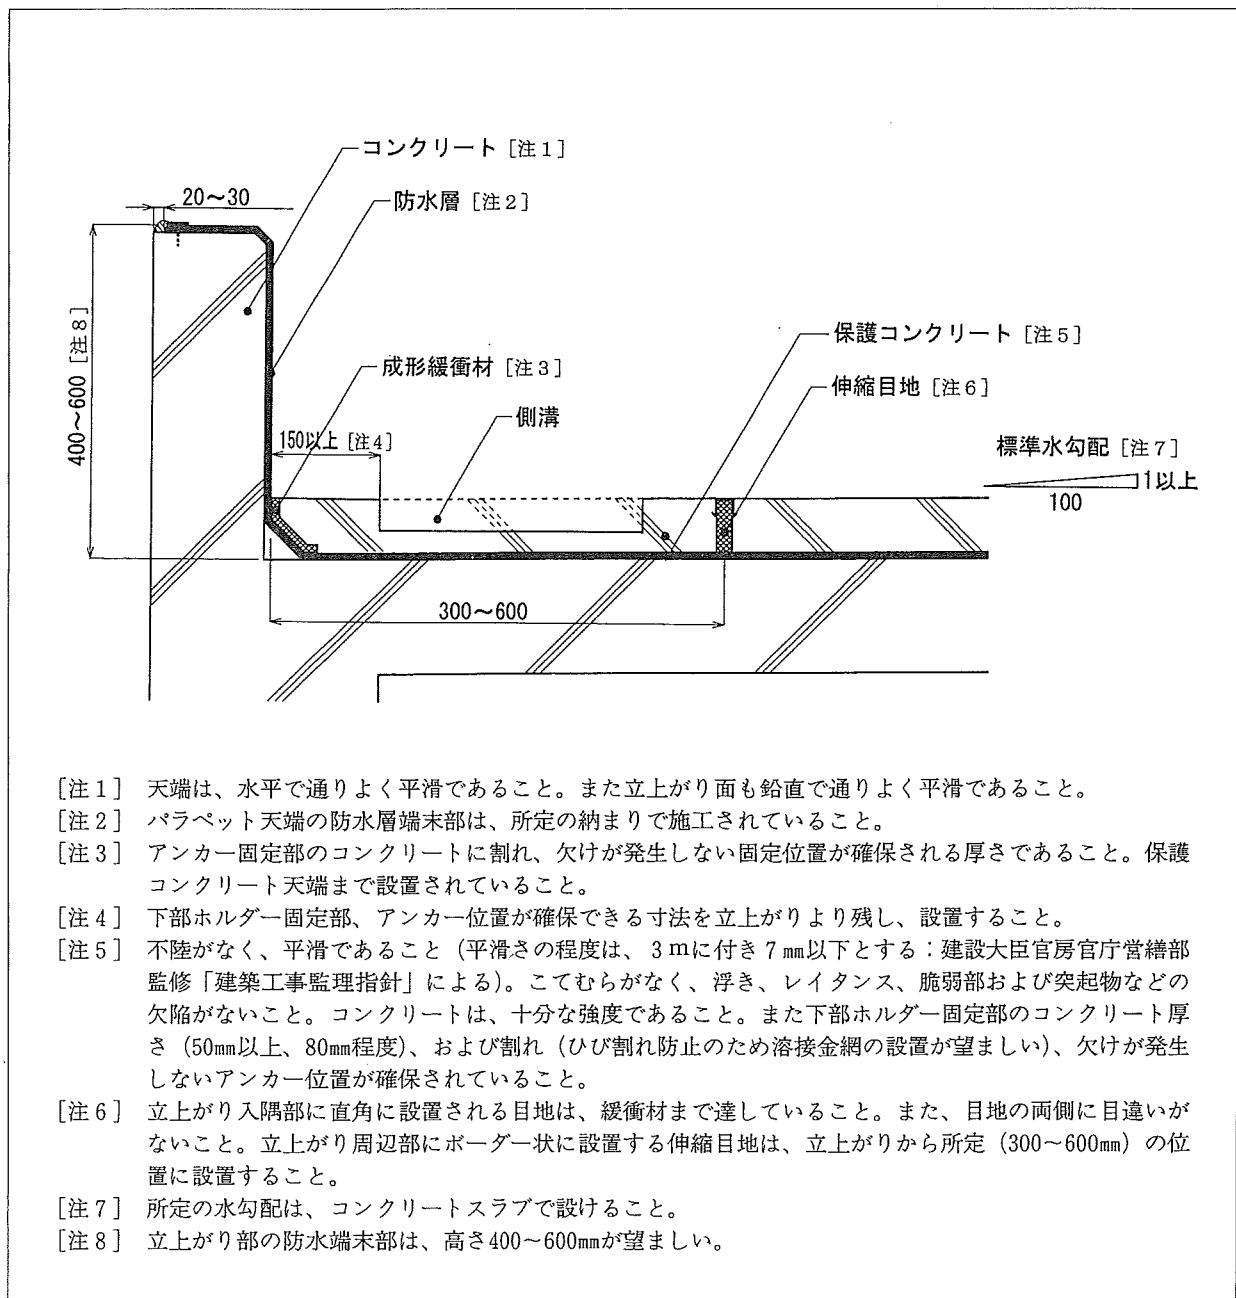 コンクリート［注１］
20～30
防水層［注２］
400～600［注８］
保護コンクリート［注５］
成形緩衝材［注３］
伸縮目地［注６］
側溝
150以上［注４］
標準水勾配［注７］
1以上
100
300～600
［注１］　天端は、水平で通りよく平滑であること。また立上がり面も鉛直で通りよく平滑であること。
［注２］　パラペット天端の防水層端末部は、所定の納まりで施工されていること。
［注３］　アンカー固定部のコンクリートに割れ、欠けが発生しない固定位置が確保される厚さであること。保護
コンクリート天端まで設置されていること。
［注４］　下部ホルダー固定部、アンカー位置が確保できる寸法を立上がりより残し、設置すること。
［注５］　不陸がなく、平滑であること（平滑さの程度は、３ｍに付き７㎜以下とする：建設大臣官房官庁営繕部
監修「建築工事監理指針」による）。こてむらがなく、浮き、レイタンス、脆弱部および突起物などの
欠陥がないこと。コンクリートは、十分な強度であること。また下部ホルダー固定部のコンクリート厚
さ（50㎜以上、80㎜程度）、および割れ（ひび割れ防止のため溶接金網の設置が望ましい）、欠けが発生
しないアンカー位置が確保されていること。
［注６］　立上がり入隅部に直角に設置される目地は、緩衝材まで達していること。また、目地の両側に目違いが
ないこと。立上がり周辺部にボーダー状に設置する伸縮目地は、立上がりから所定（300～600㎜）の位
置に設置すること。
［注７］　所定の水勾配は、コンクリートスラブで設けること。
［注８］　立上がり部の防水端末部は、高さ400～600㎜が望ましい。